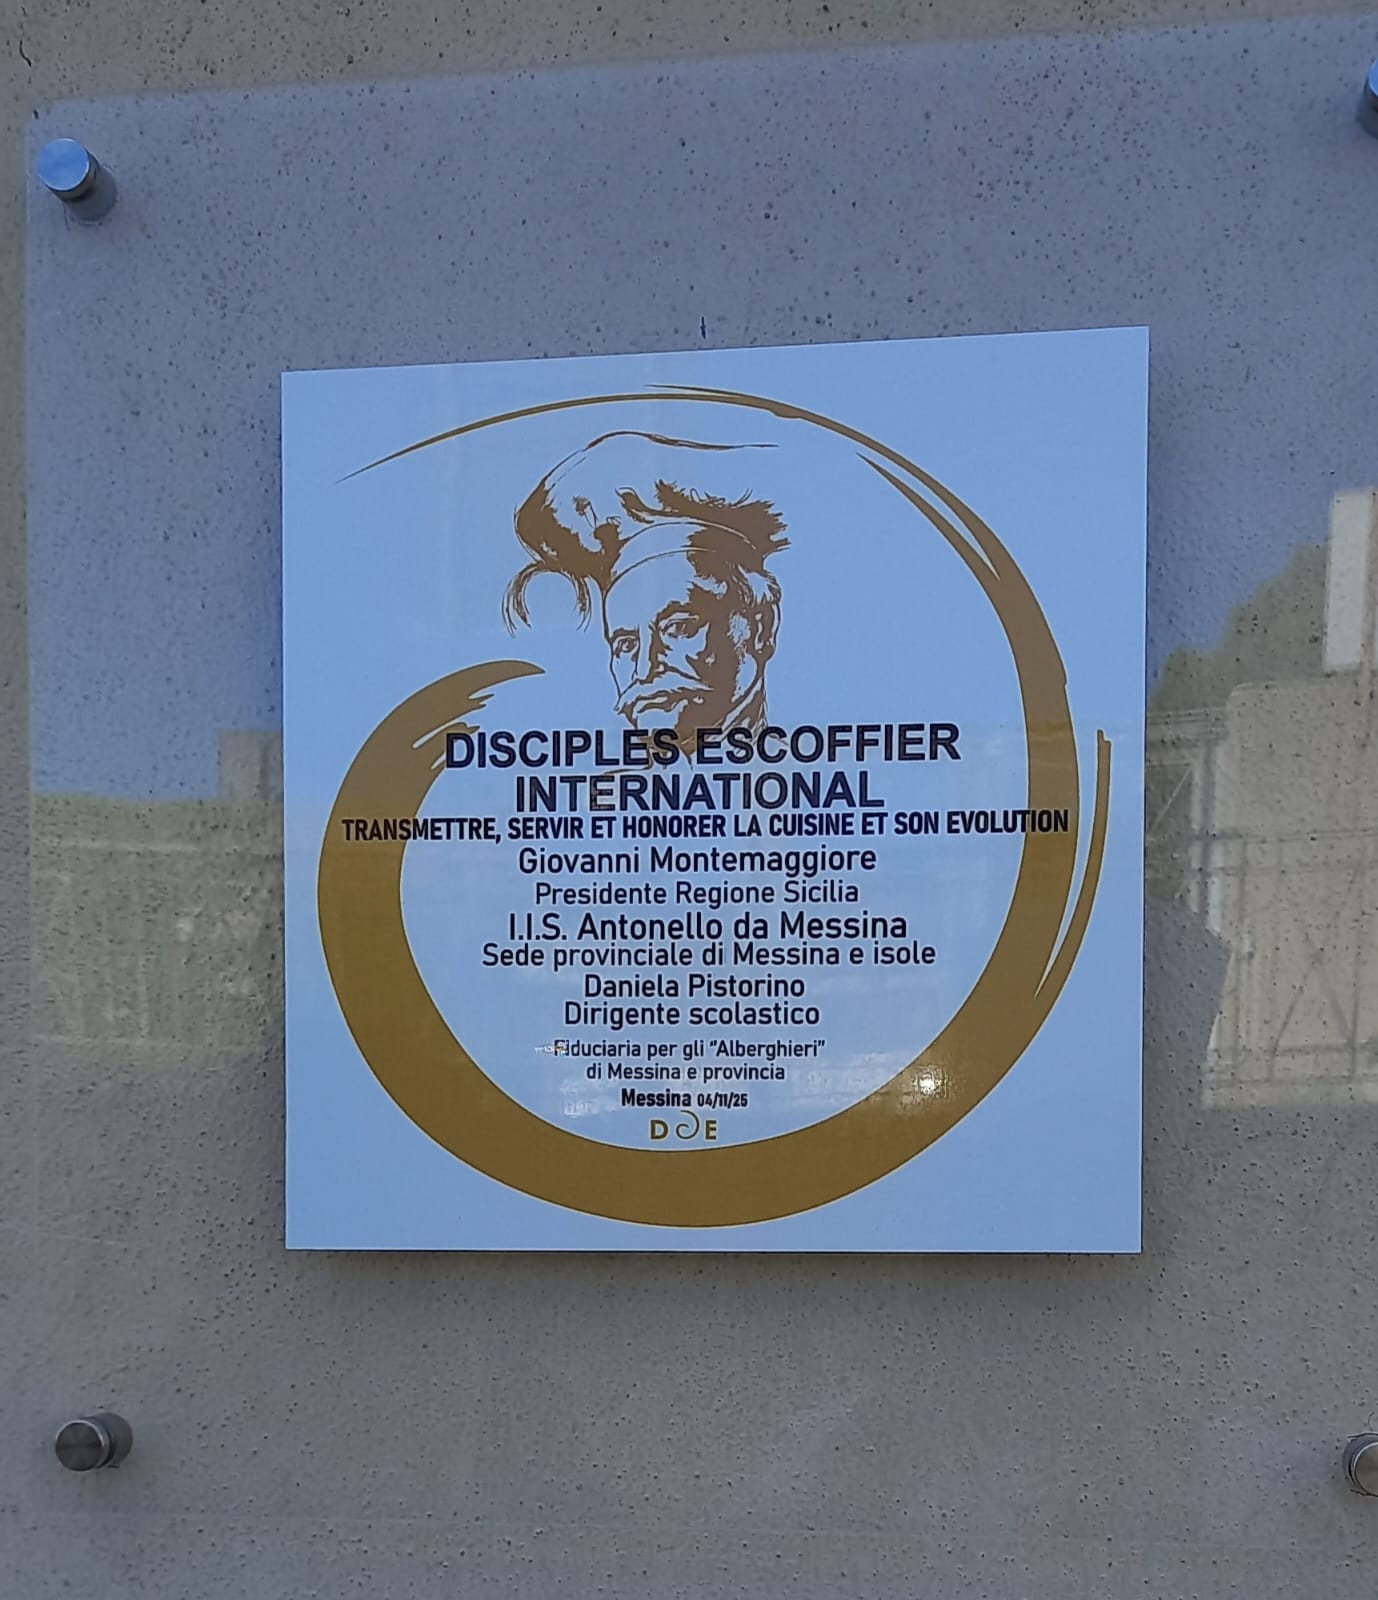 DISCIPLES ESCOFFIER
INTERNATIONAL
TRANSMETTRE, SERVIR ET HONORER LA CUISINE ET SON EVOLUTION
Giovanni Montemaggiore
Presidente Regione Sicilia
I.I.S. Antonello da Messina
Sede provinciale di Messina e isole
Daniela Pistorino
Dirigente scolastico
Fiduciaria per gli "Alberghieri"
di Messina e provincia
Messina 04/11/25
D E